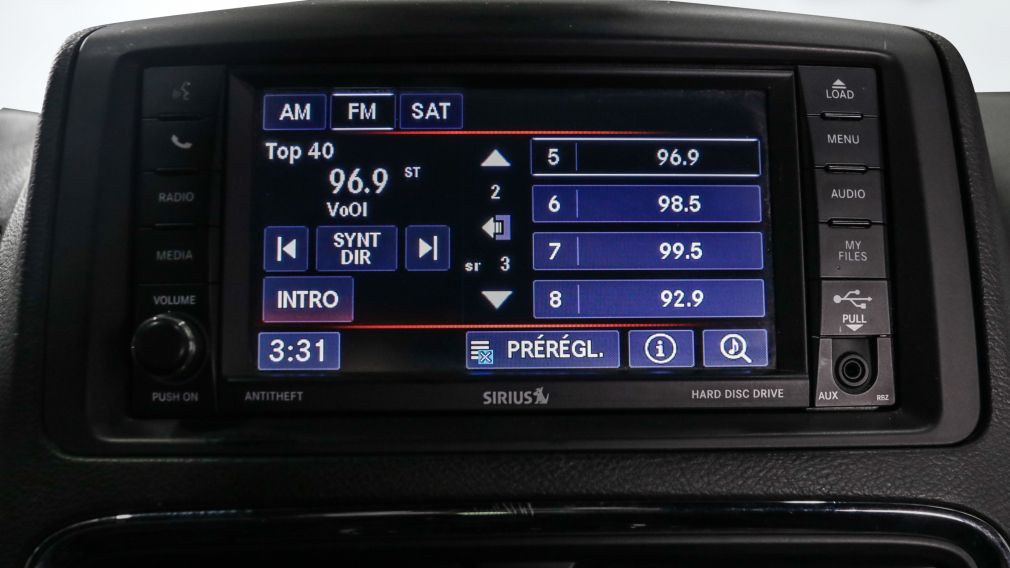 RADIO
MEDIA
VOLUME
PUSH ON
AM FM SAT
Top 40
96.9 ST
VoOl
SYNT
DIR
INTRO
3:31
2
sr 3
5 96.9
6 98.5
7 99.5
8 92.9
PRÉRÉGL.
ANTITHEFT
SIRIUS
HARD DISC DRIVE
LOAD
MENU
AUDIO
MY
FILES
PULL
AUX
RBZ